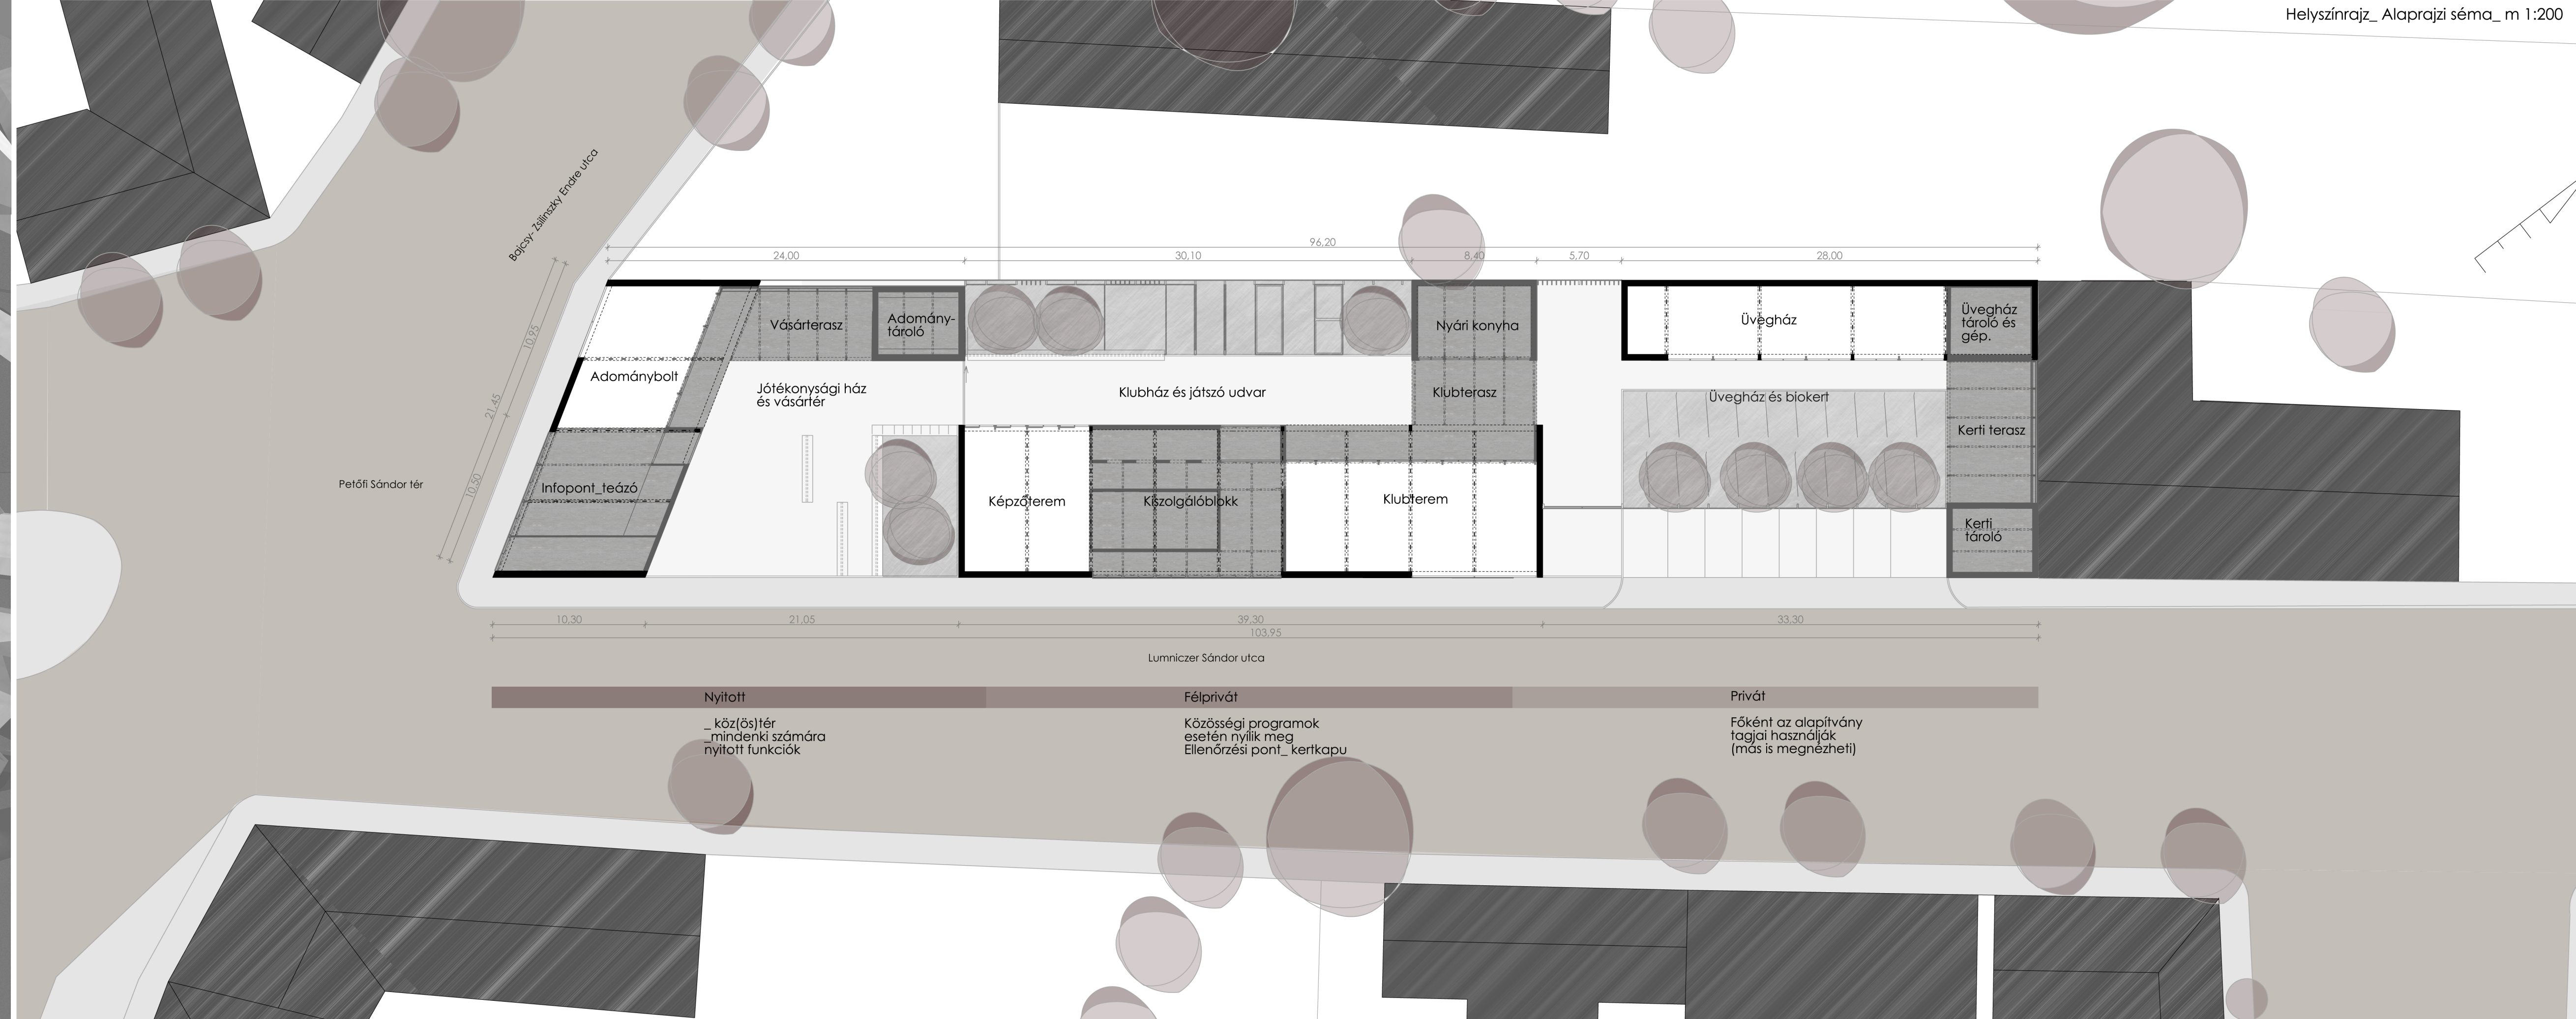 Helyszínrajz_ Alaprajzi séma_ m 1:200
Bajcsy- Zsilinszky Endre utca
96,20
24,00
30,10
8,40
5,70
28,00
10,95
21,45
10,50
Petőfi Sándor tér
Vásárterasz
Adomány-
tároló
Nyári konyha
Üvegház
Üvegház
tároló és
gép.
Adománybolt
Jótékonysági ház
és vásártér
Klubház és játszó udvar
Klubterasz
Üvegház és biokert
Kerti terasz
Infopont_teázó
Képzőterem
Kiszolgálóblokk
Klubterem
Kerti
tároló
10,30
21,05
39,30
33,30
103,95
Lumniczer Sándor utca
Nyitott
_ köz(ös)tér
_mindenki számára
nyitott funkciók
Félprivát
Közösségi programok
esetén nyílik meg
Ellenőrzési pont_ kertkapu
Privát
Főként az alapítvány
tagjai használják
(más is megnézheti)